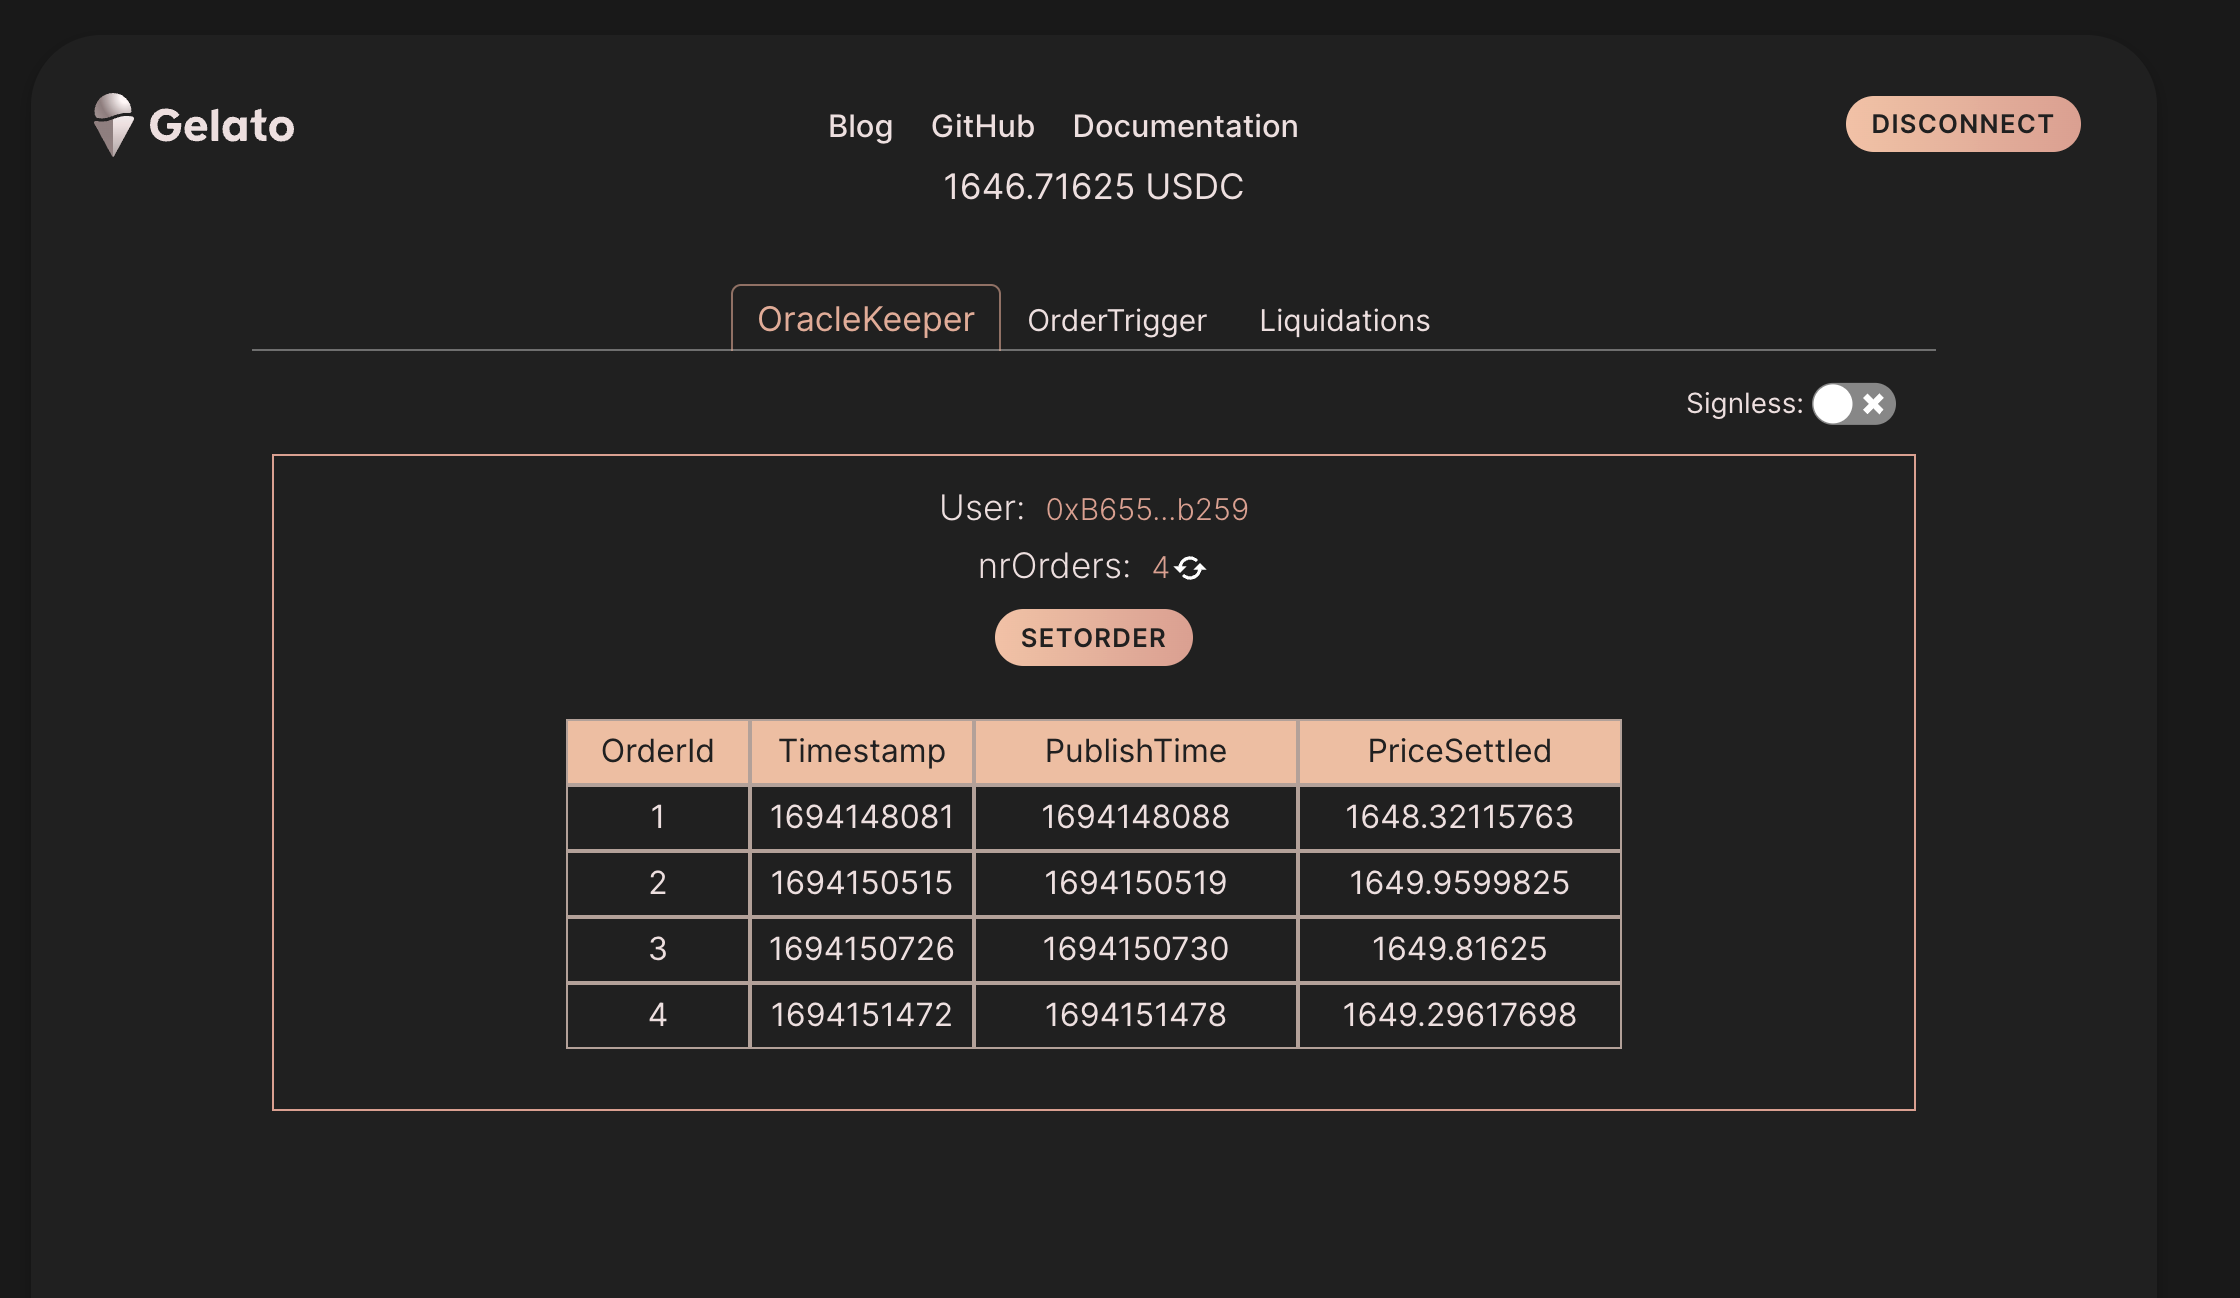 Gelato
Blog GitHub Documentation
DISCONNECT
1646.71625 USDC
OracleKeeper OrderTrigger Liquidations
Signless:
User: 0xB655...b259
nrOrders: 4
SETORDER
OrderId Timestamp PublishTime PriceSettled
1 1694148081 1694148088 1648.32115763
2 1694150515 1694150519 1649.9599825
3 1694150726 1694150730 1649.81625
4 1694151472 1694151478 1649.29617698